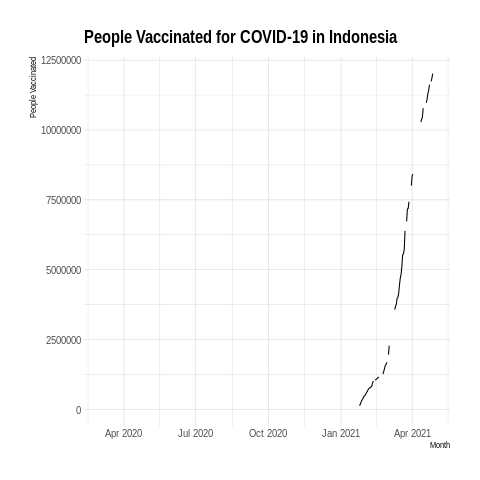 People Vaccinated for COVID-19 in Indonesia
People Vaccinated
12500000
10000000
7500000
5000000
2500000
0
Apr 2020 Jul 2020 Oct 2020 Jan 2021 Apr 2021
Month